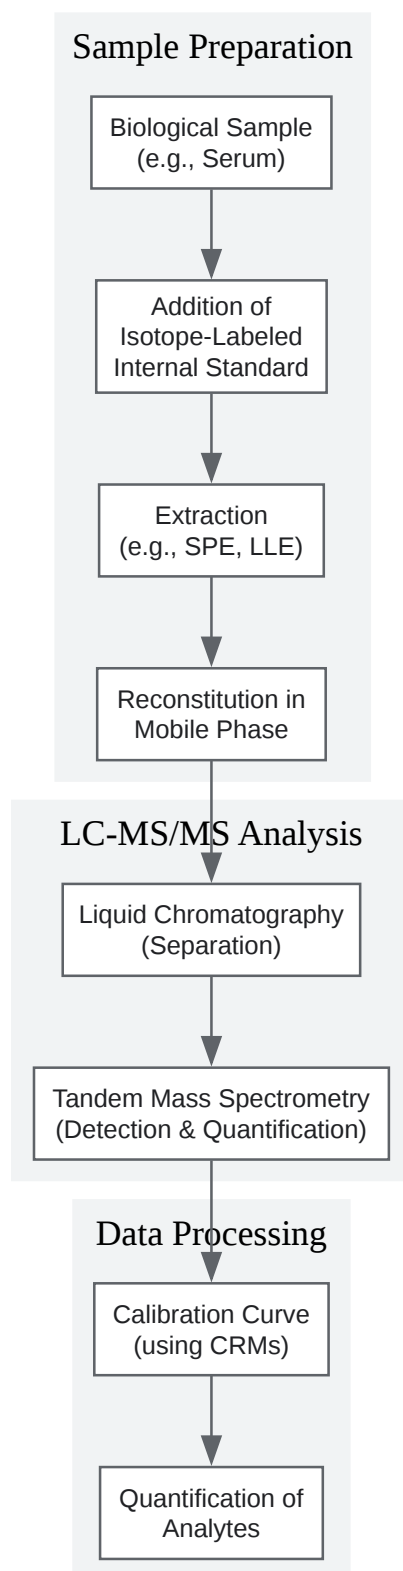 Sample Preparation
Biological Sample
(e.g., Serum)
Addition of
Isotope-Labeled
Internal Standard
Extraction
(e.g., SPE, LLE)
Reconstitution in
Mobile Phase
LC-MS/MS Analysis
Liquid Chromatography
(Separation)
Tandem Mass Spectrometry
(Detection & Quantification)
Data Processing
Calibration Curve
(using CRMs)
Quantification of
Analytes